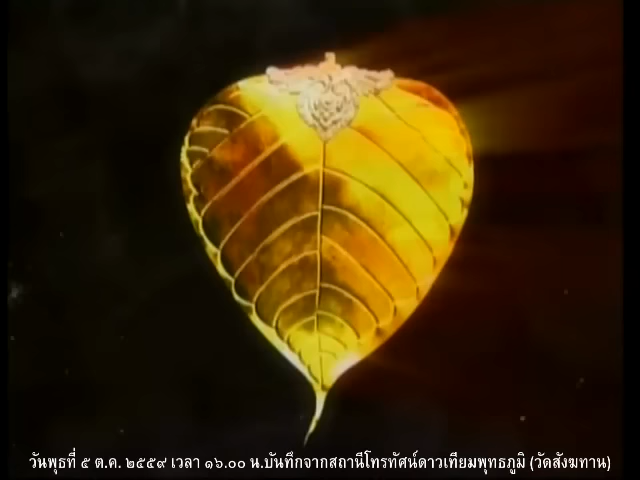 วันพุธที่ ๕ ต.ค. ๒๕๕๙ เวลา ๑๖.๐๐ น.บันทึกจากสถานีโทรทัศน์ดาวเทียมพุทธภูมิ (วัดสังฆทาน)